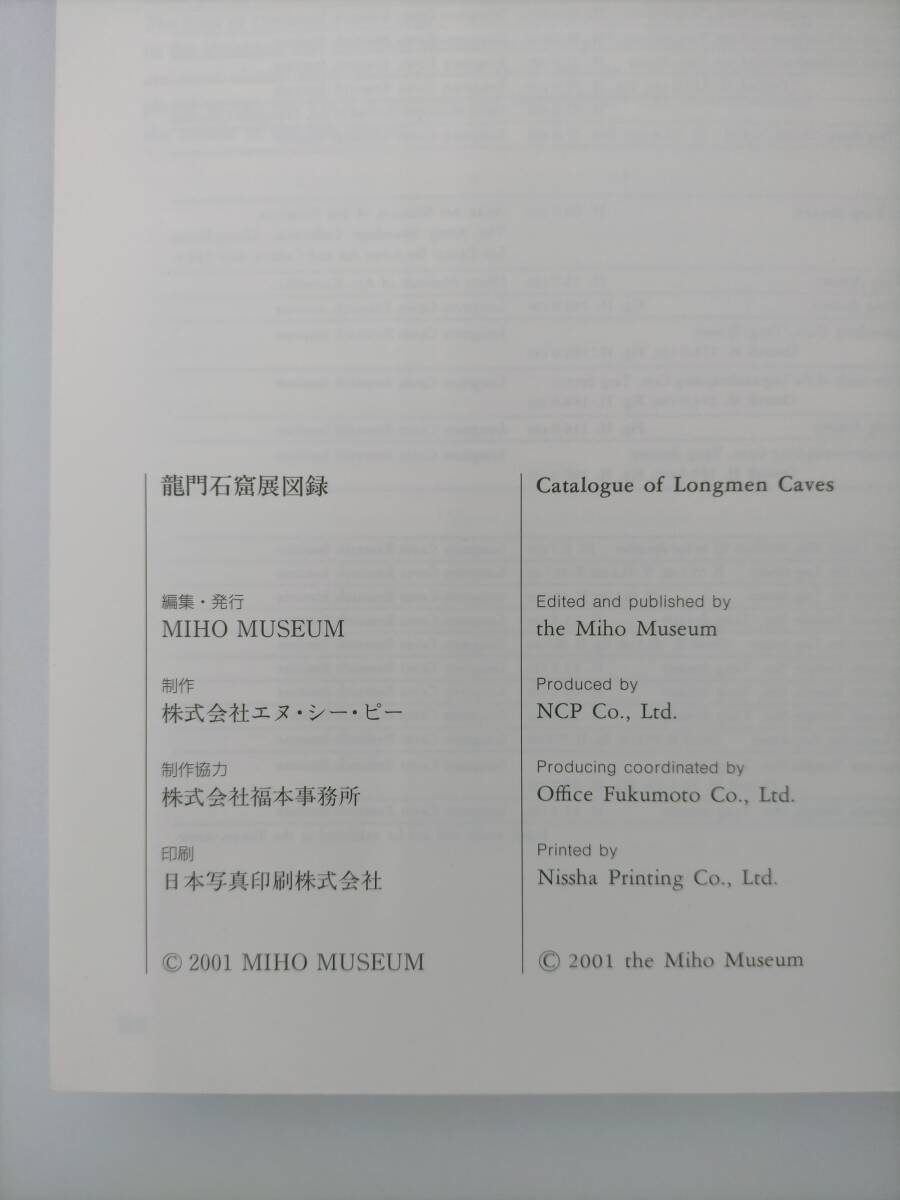 龍門石窟展図録
編集・発行
MIHO MUSEUM
制作
株式会社エヌ・シー・ピー
制作協力
株式会社福本事務所
印刷
日本写真印刷株式会社
© 2001 MIHO MUSEUM
Catalogue of Longmen Caves
Edited and published by
the Miho Museum
Produced by
NCP Co., Ltd.
Producing coordinated by
Office Fukumoto Co., Ltd.
Printed by
Nissha Printing Co., Ltd.
© 2001 the Miho Museum